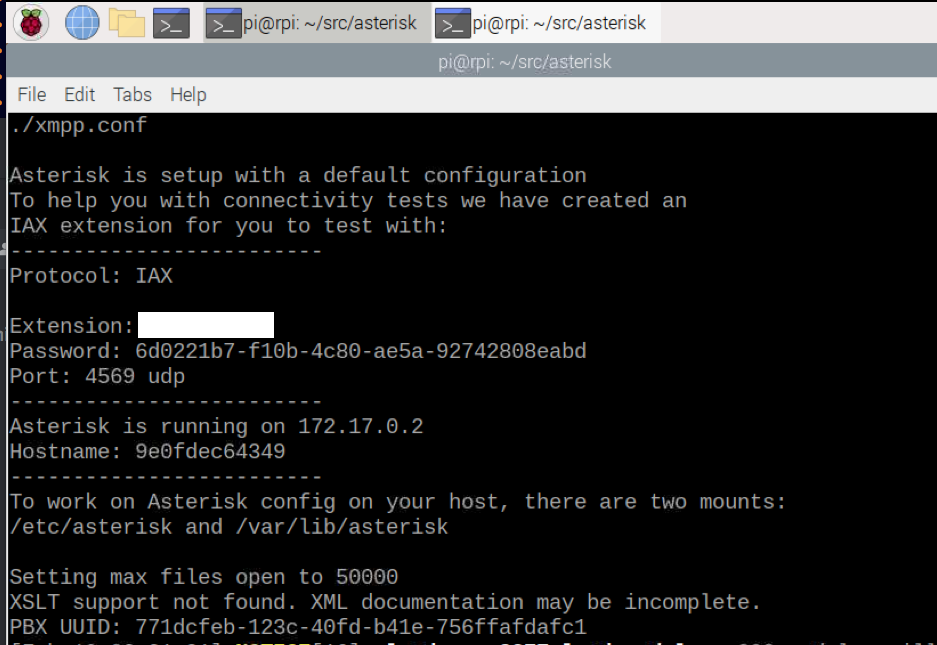 pi@rpi: ~/src/asterisk pi@rpi: ~/src/asterisk
pi@rpi: ~/src/asterisk
File Edit Tabs Help
./xmpp.conf
Asterisk is setup with a default configuration
To help you with connectivity tests we have created an
IAX extension for you to test with:
-------------------------
Protocol: IAX
Extension:
Password: 6d0221b7-f10b-4c80-ae5a-92742808eabd
Port: 4569 udp
-------------------------
Asterisk is running on 172.17.0.2
Hostname: 9e0fdec64349
-------------------------
To work on Asterisk config on your host, there are two mounts:
/etc/asterisk and /var/lib/asterisk
Setting max files open to 50000
XSLT support not found. XML documentation may be incomplete.
PBX UUID: 771dcfeb-123c-40fd-b41e-756ffafdafc1